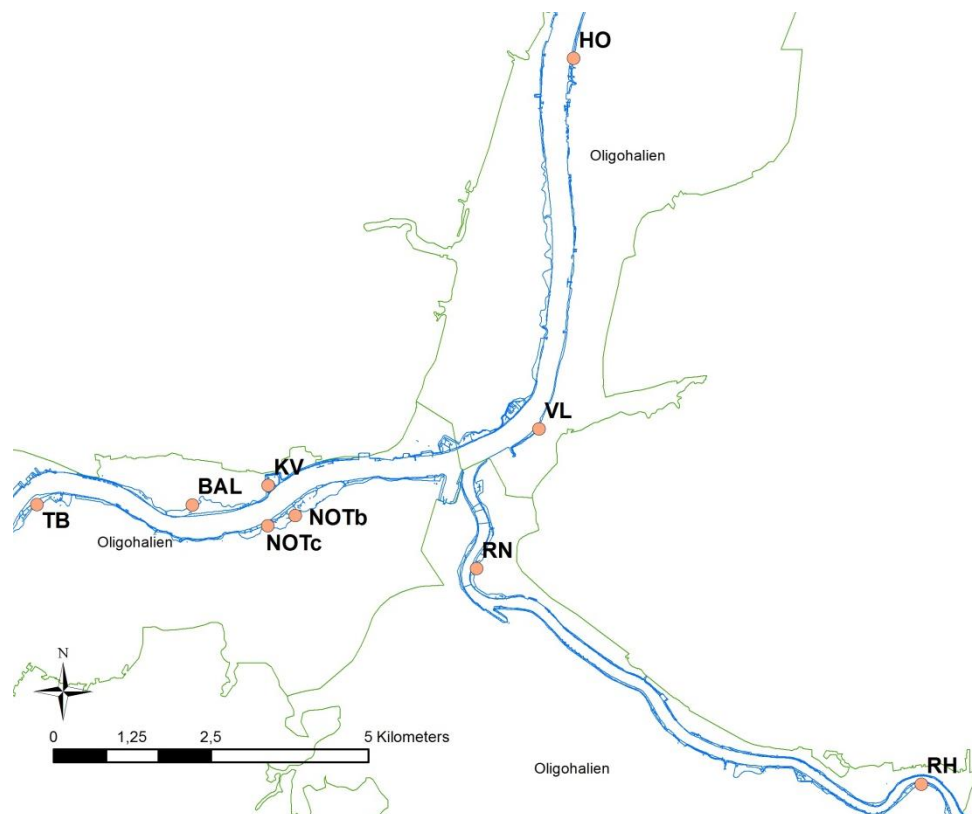 HO
Oligohalien
VL
KV
BAL
TB
NOTb
NOTc
Oligohalien
RN
N
0 1,25 2,5 5 Kilometers
Oligohalien
RH